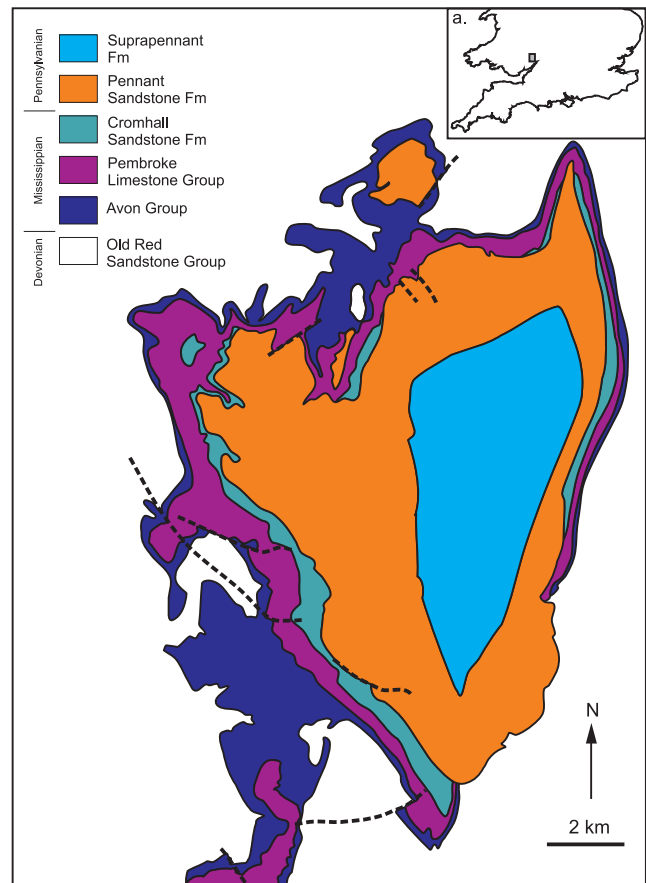 a.
Pennsylvanian
Suprapennant
Fm
Pennant
Sandstone Fm
Mississippian
Cromhall
Sandstone Fm
Pembroke
Limestone Group
Avon Group
Devonian
Old Red
Sandstone Group
N
2 km